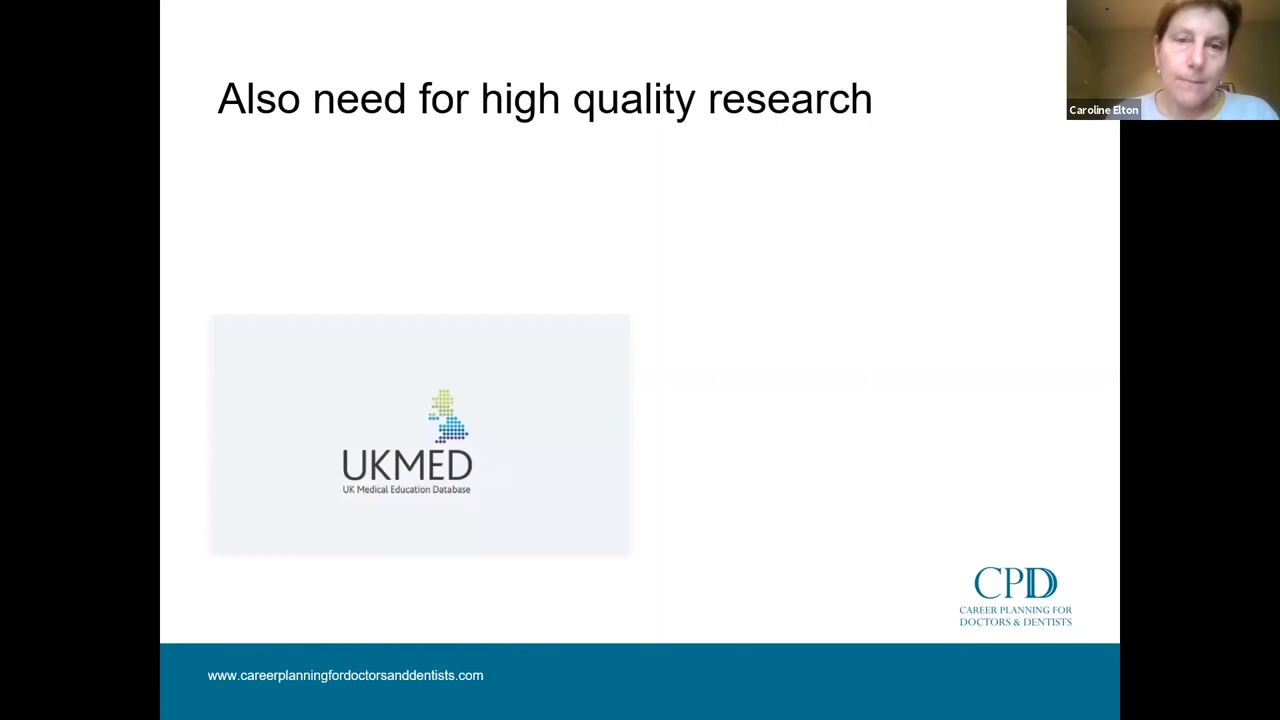 Also need for high quality research
Caroline Elton
UKMED
UK Medical Education Database
CPDD
CAREER PLANNING FOR
DOCTORS & DENTISTS
www.careerplanningfordoctorsanddentists.com